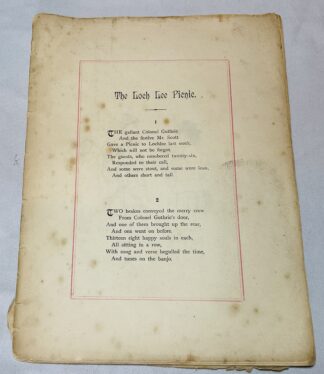 The Loch Lee Picnic.
1
THE gallant Colonel Guthrie
And the festive Mr. Scott
Gave a Picnic to Lochlee last week,
Which will not be forgot.
The guests, who numbered twenty-six,
Responded to their call,
And some were stout, and some were lean,
And others short and tall.
2
TWO brakes conveyed the merry crew
From Colonel Guthrie's door,
And one of them brought up the rear,
And one went on before.
Thirteen right happy souls in each,
All sitting in a row,
With song and verse beguiled the time,
And tunes on the banjo.